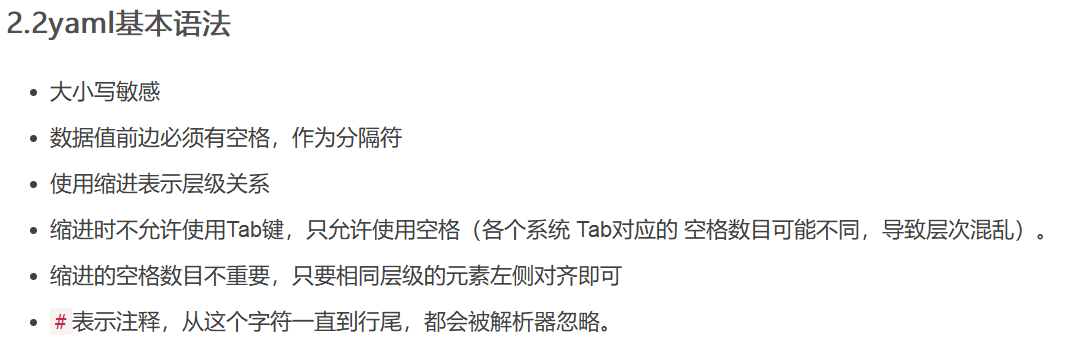 2.2yaml基本语法
大小写敏感
数据值前边必须有空格，作为分隔符
使用缩进表示层级关系
缩进时不允许使用Tab键，只允许使用空格（各个系统 Tab对应的 空格数目可能不同，导致层次混乱）。
缩进的空格数目不重要，只要相同层级的元素左侧对齐即可
# 表示注释，从这个字符一直到行尾，都会被解析器忽略。